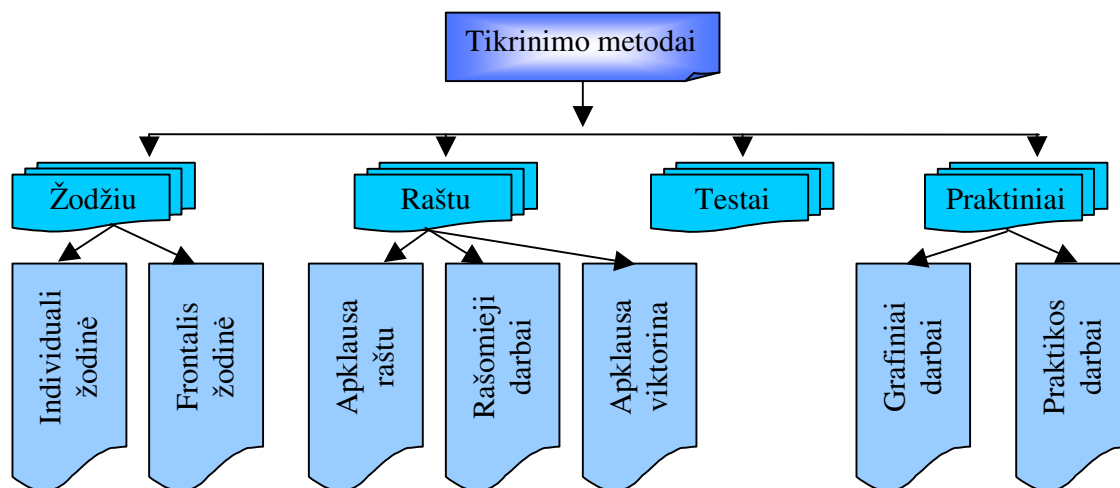 Tikrinimo metodai
Žodžiu
Raštu
Testai
Praktiniai
Individuali
žodinė
Frontalis
žodinė
Apklausa
raštu
Rašomieji
darbai
Apklausa
viktorina
Grafiniai
darbai
Praktikos
darbai